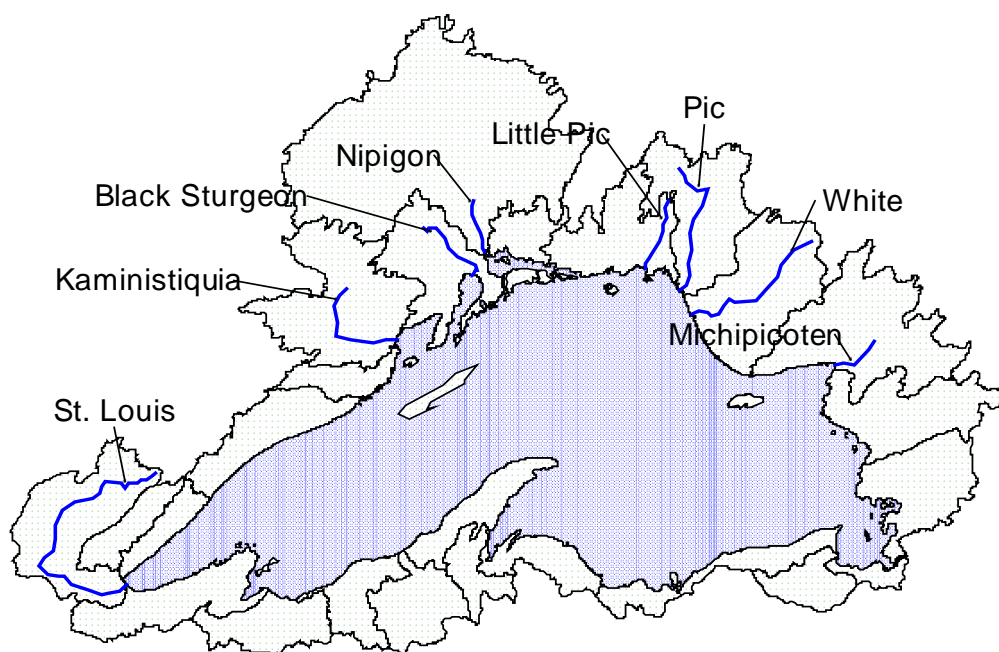 Pic
Little Pic
Nipigon
Black Sturgeon
White
Kaministiquia
Michipicoten
St. Louis